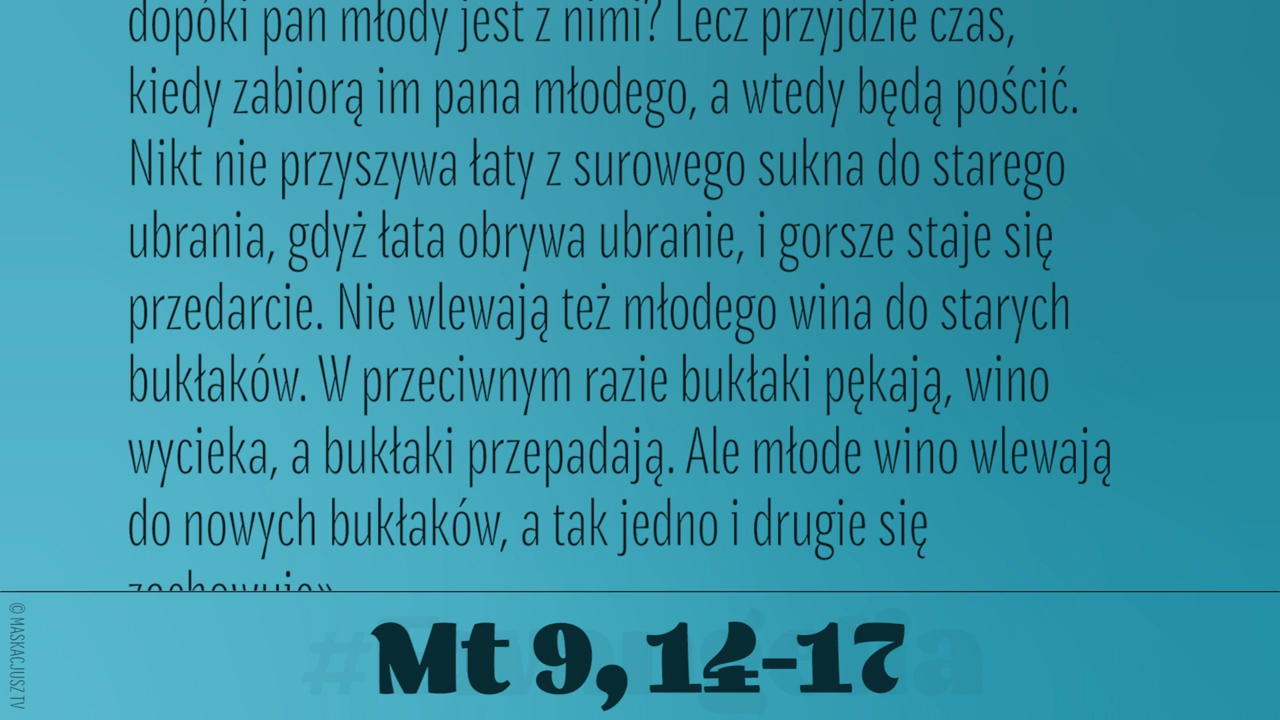 dopóki pan młody jest z nimi? Lecz przyjdzie czas,
kiedy zabiorą im pana młodego, a wtedy będą pościć.
Nikt nie przyszywa łaty z surowego sukna do starego
ubrania, gdyż łata obrywa ubranie, i gorsze staje się
przedarcie. Nie wlewają też młodego wina do starych
bukłaków. W przeciwnym razie bukłaki pękają, wino
wycieka, a bukłaki przepadają. Ale młode wino wlewają
do nowych bukłaków, a tak jedno i drugie się
zachowuje»
Mt 9, 14-17
© MASKACJUSZ TV